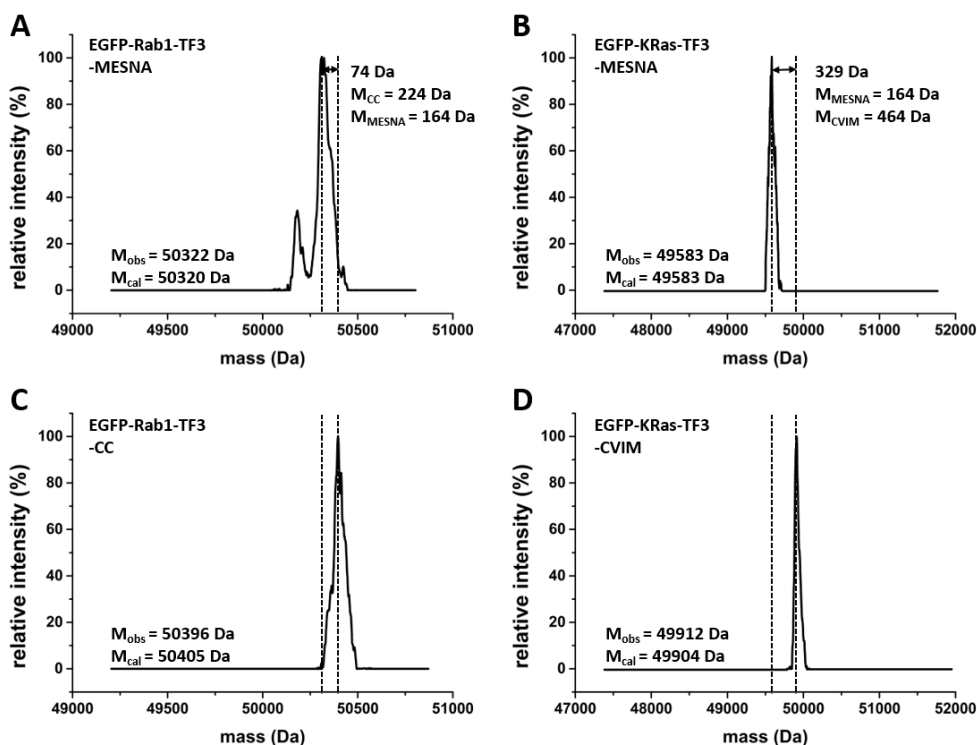 A
EGFP-Rab1-TF3
-MESNA
74 Da
M_CC = 224 Da
M_MESNA = 164 Da
M_obs = 50322 Da
M_cal = 50320 Da
relative intensity (%)
100
80
60
40
20
0
49000 49500 50000 50500 51000
mass (Da)
B
EGFP-KRas-TF3
-MESNA
329 Da
M_MESNA = 164 Da
M_CVIM = 464 Da
M_obs = 49583 Da
M_cal = 49583 Da
relative intensity (%)
100
80
60
40
20
0
47000 48000 49000 50000 51000 52000
mass (Da)
C
EGFP-Rab1-TF3
-CC
M_obs = 50396 Da
M_cal = 50405 Da
relative intensity (%)
100
80
60
40
20
0
49000 49500 50000 50500 51000
mass (Da)
D
EGFP-KRas-TF3
-CVIM
M_obs = 49912 Da
M_cal = 49904 Da
relative intensity (%)
100
80
60
40
20
0
47000 48000 49000 50000 51000 52000
mass (Da)